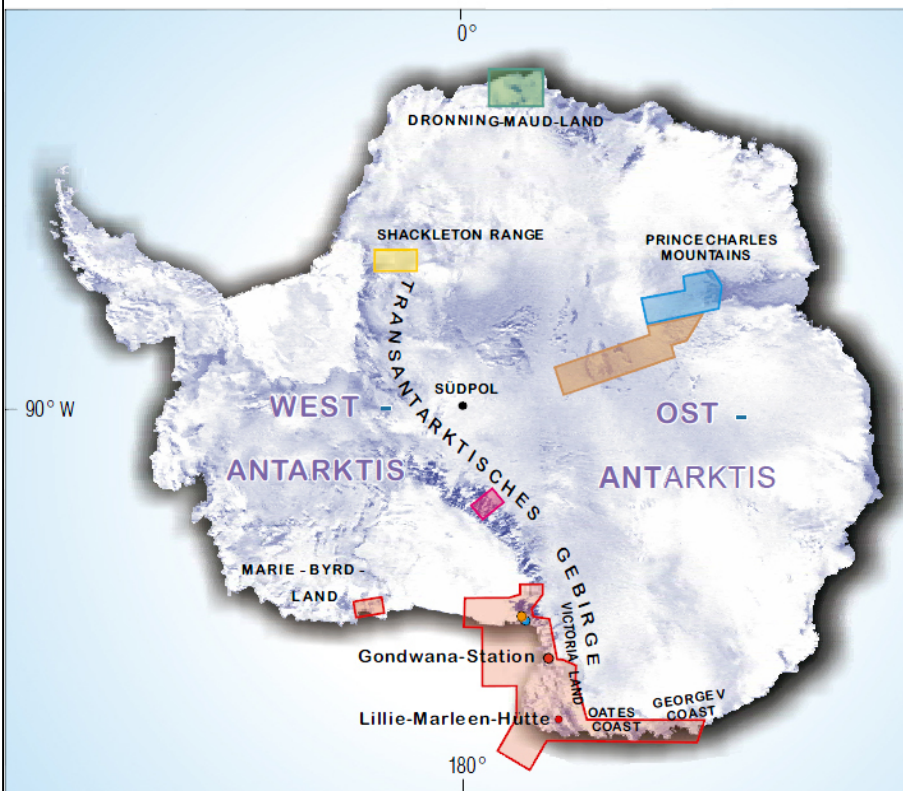 0°
DRONNING-MAUD-LAND
SHACKLETON RANGE
PRINCE CHARLES
MOUNTAINS
TRANSANTARKTISCHES
GEBIRGE
SÜDPOL
90° W
WEST -
ANTARKTIS
OST -
ANTARKTIS
MARIE - BYRD -
LAND
VICTORIA LAND
Gondwana-Station
Lillie-Marleen-Hütte
OATES
COAST
GEORGE V
COAST
180°